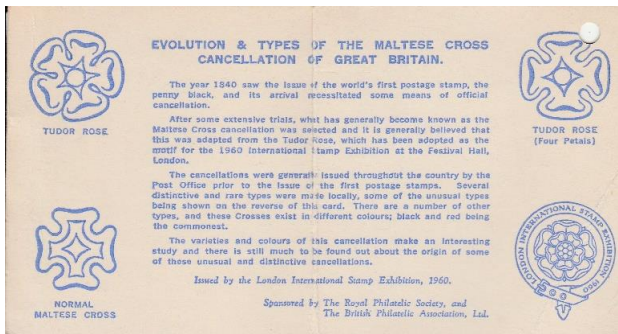 EVOLUTION & TYPES OF THE MALTESE CROSS
CANCELLATION OF GREAT BRITAIN.
The year 1840 saw the issue of the world's first postage stamp, the
penny black, and its arrival necessitated some means of official
cancellation.
After some extensive trials, what has generally become known as the
Maltese Cross cancellation was selected and it is generally believed that
this was adapted from the Tudor Rose, which has been adopted as the
motif for the 1960 International Stamp Exhibition at the Festival Hall,
London.
The cancellations were generally issued throughout the country by the
Post Office prior to the issue of the first postage stamps. Several
distinctive and rare types were made locally, some of the unusual types
being shown on the reverse of this card. There are a number of other
types, and these Crosses exist in different colours; black and red being
the commonest.
The varieties and colours of this cancellation make an interesting
study and there is still much to be found out about the origin of some
of these unusual and distinctive cancellations.
Issued by the London International Stamp Exhibition, 1960.
Sponsored by The Royal Philatelic Society, and
The British Philatelic Association, Ltd.
TUDOR ROSE
TUDOR ROSE
(Four Petals)
NORMAL
MALTESE CROSS
LONDON INTERNATIONAL STAMP EXHIBITION 1960